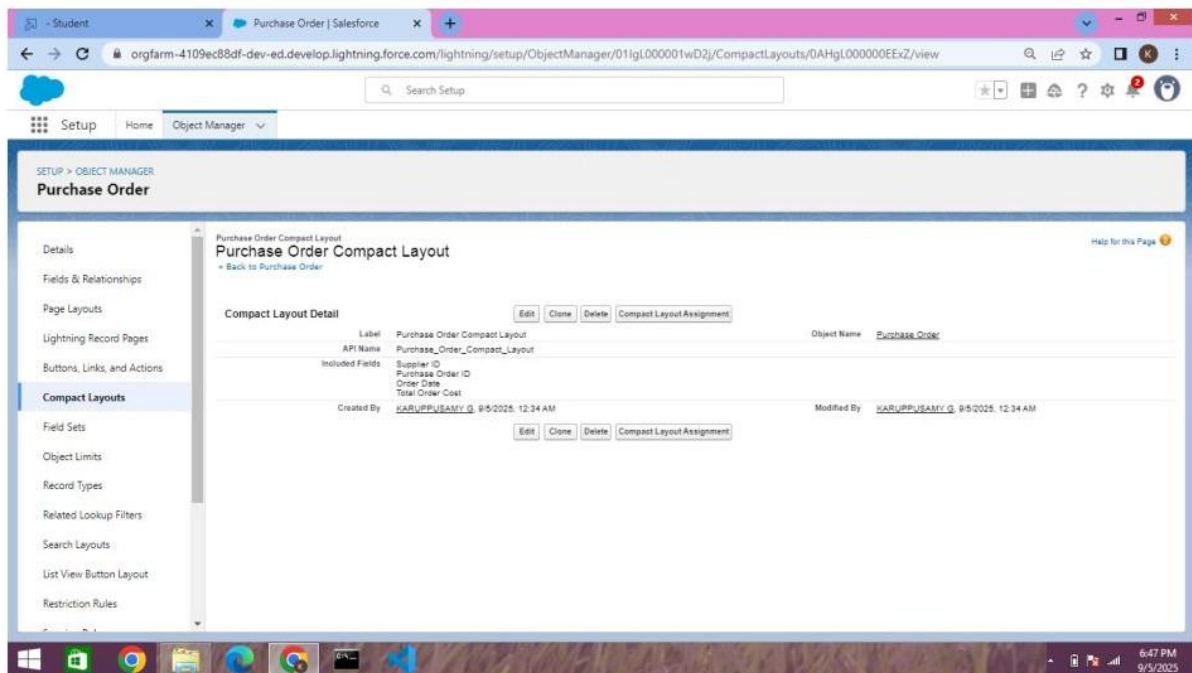 - Student
Purchase Order | Salesforce
orgfarm-4109ec88df-dev-ed.develop.lightning.force.com/lightning/setup/ObjectManager/01IgL000001wD2j/CompactLayouts/0AHgL000000EExZ/view
K
Search Setup
2
Setup Home Object Manager
SETUP > OBJECT MANAGER
Purchase Order
Details
Fields & Relationships
Page Layouts
Lightning Record Pages
Buttons, Links, and Actions
Compact Layouts
Field Sets
Object Limits
Record Types
Related Lookup Filters
Search Layouts
List View Button Layout
Restriction Rules
Purchase Order Compact Layout
Purchase Order Compact Layout
« Back to Purchase Order
Help for this Page
Compact Layout Detail Edit Clone Delete Compact Layout Assignment
Label Purchase Order Compact Layout Object Name Purchase Order
API Name Purchase_Order_Compact_Layout
Included Fields Supplier ID
Purchase Order ID
Order Date
Total Order Cost
Created By KARUPPUSAMY G, 9/5/2025, 12:34 AM Modified By KARUPPUSAMY G, 9/5/2025, 12:34 AM
Edit Clone Delete Compact Layout Assignment
6:47 PM
9/5/2025